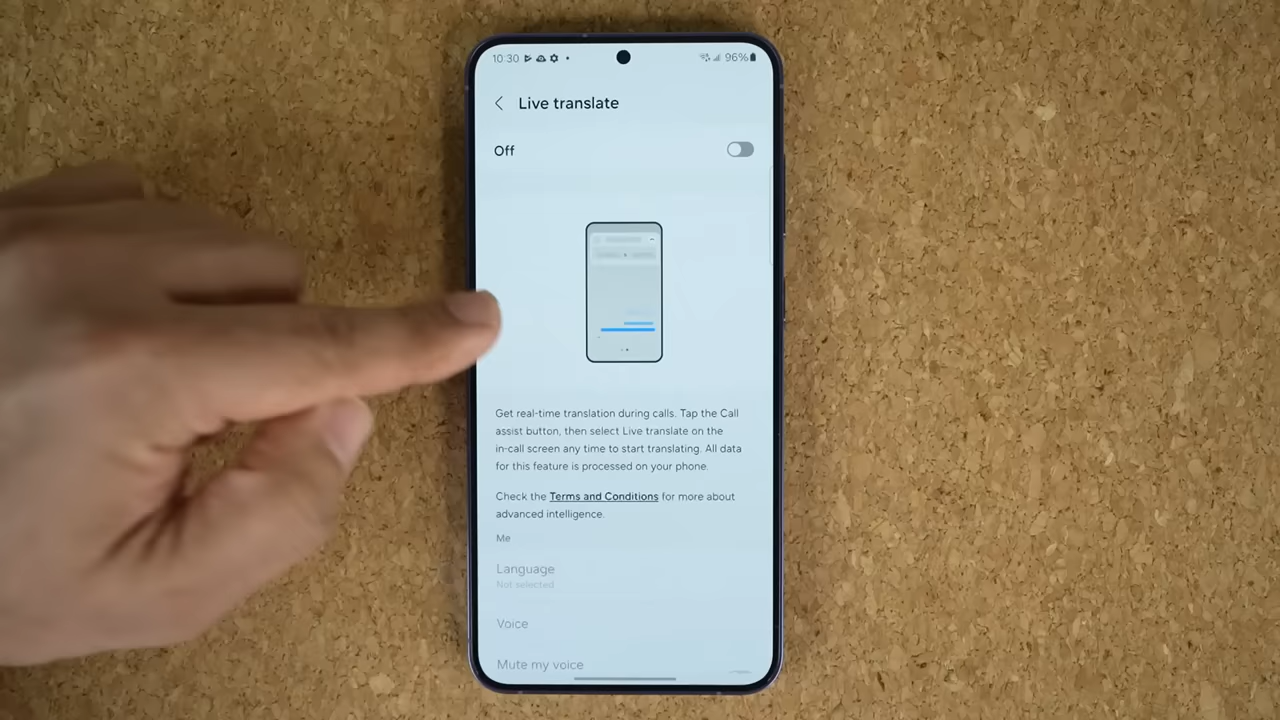 10:30
96%
Live translate
Off
Get real-time translation during calls. Tap the Call
assist button, then select Live translate on the
in-call screen any time to start translating. All data
for this feature is processed on your phone.
Check the Terms and Conditions for more about
advanced intelligence.
Me
Language
Not selected
Voice
Mute my voice